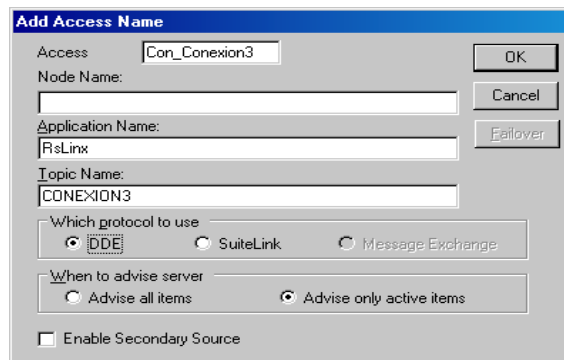 Add Access Name
Access Con_Conexion3
OK
Node Name:
Cancel
Application Name:
Failover
RsLinx
Topic Name:
CONEXION3
Which protocol to use
DDE SuiteLink Message Exchange
When to advise server
Advise all items Advise only active items
Enable Secondary Source